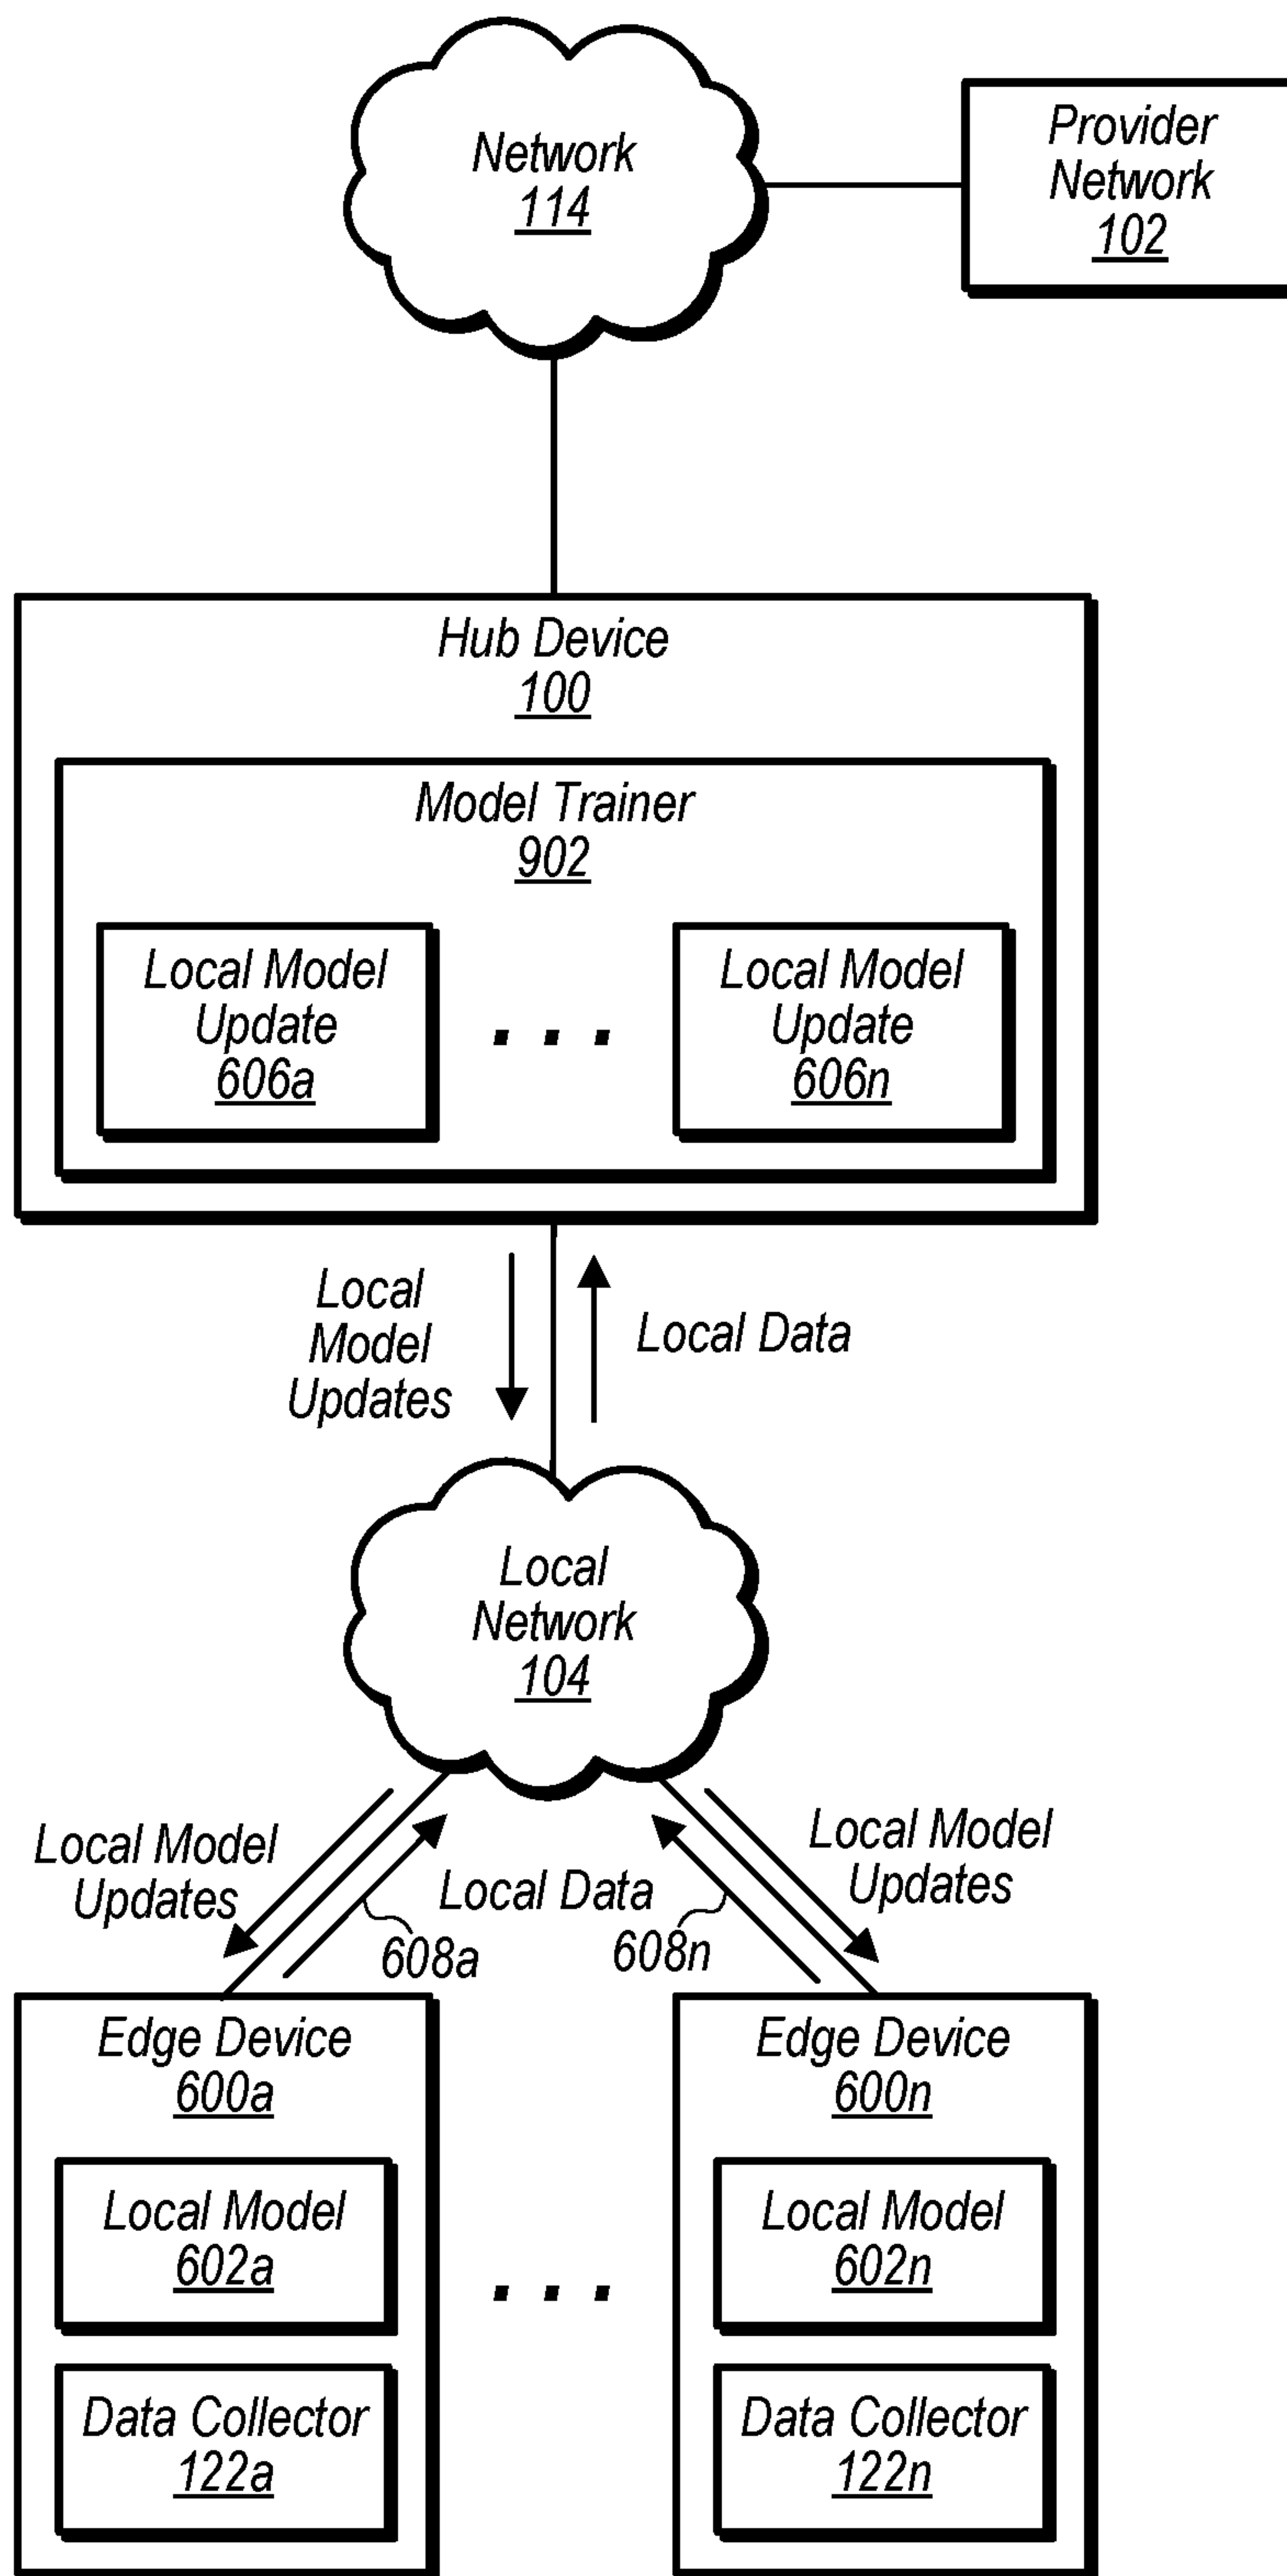 Network
114
Provider
Network
102
Hub Device
100
Model Trainer
902
Local Model
Update
606a
. . .
Local Model
Update
606n
Local
Model
Updates
Local Data
Local
Network
104
Local Model
Updates
Local Data
608a
608n
Local Model
Updates
Edge Device
600a
Local Model
602a
Data Collector
122a
. . .
Edge Device
600n
Local Model
602n
Data Collector
122n